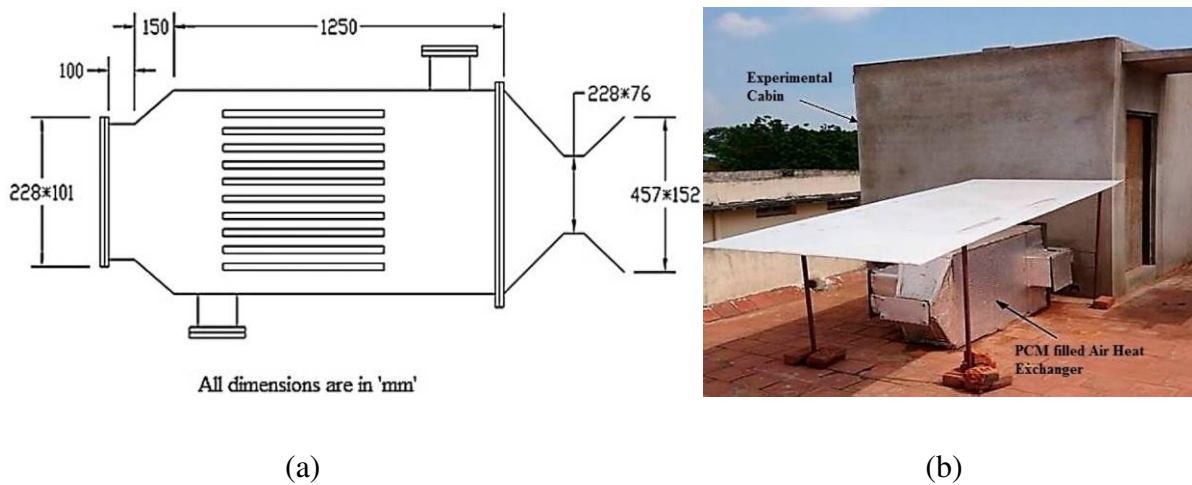 150
1250
100
228*76
228*101
457*152
All dimensions are in 'mm'
Experimental
Cabin
PCM filled Air Heat
Exchanger
(a)
(b)